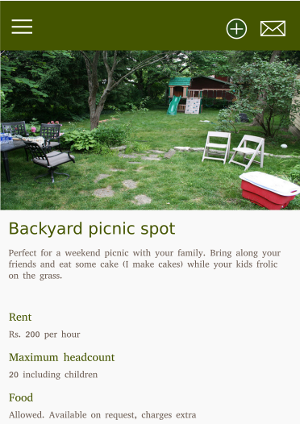 Backyard picnic spot
Perfect for a weekend picnic with your family. Bring along your
friends and eat some cake (I make cakes) while your kids frolic
on the grass.
Rent
Rs. 200 per hour
Maximum headcount
20 including children
Food
Allowed. Available on request, charges extra